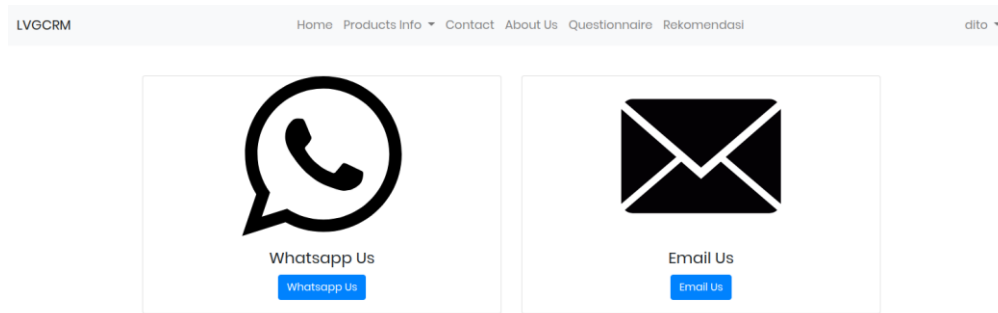 LVGCRM Home Products Info Contact About Us Questionnaire Rekomendasi dito
Whatsapp Us Email Us
Whatsapp Us Email Us